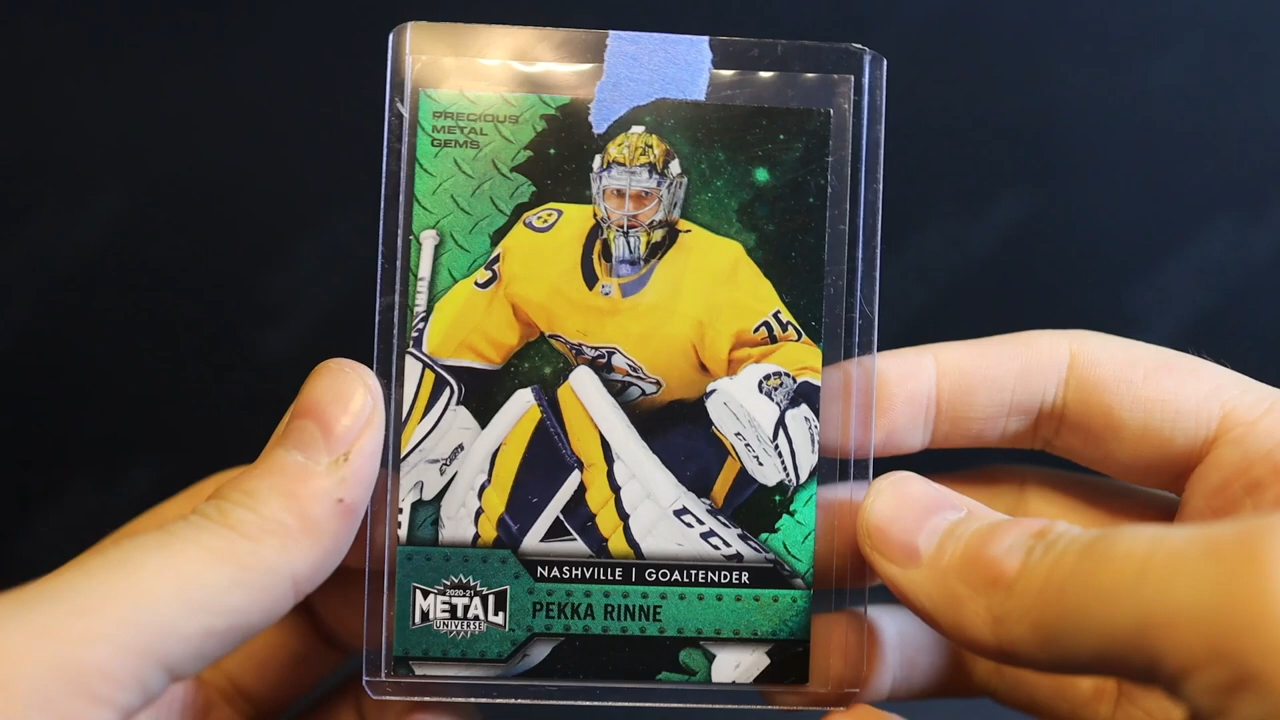 PRECIOUS
METAL
GEMS
35
35
CCM
CCM
NASHVILLE | GOALTENDER
2020-21
METAL
UNIVERSE
PEKKA RINNE